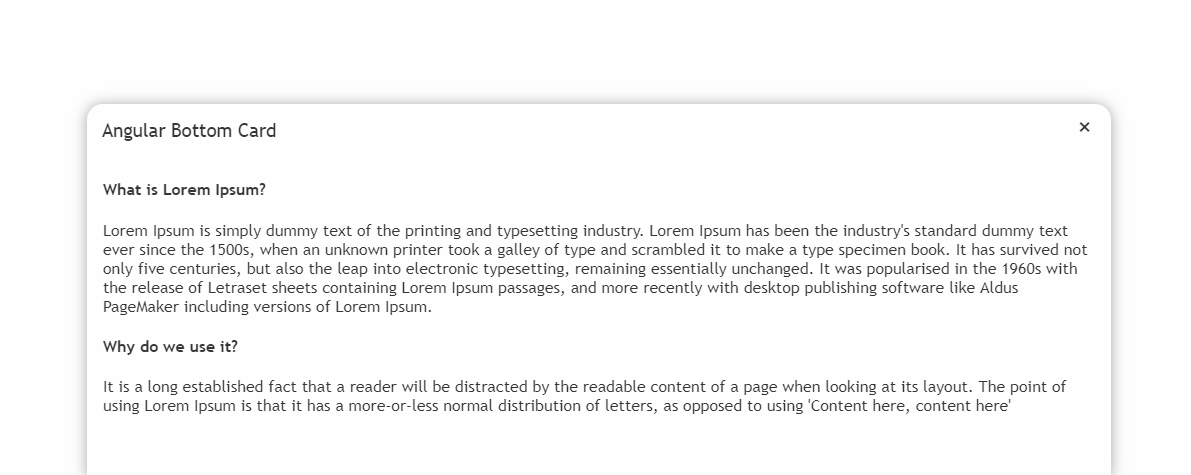 Angular Bottom Card
×
What is Lorem Ipsum?
Lorem Ipsum is simply dummy text of the printing and typesetting industry. Lorem Ipsum has been the industry's standard dummy text
ever since the 1500s, when an unknown printer took a galley of type and scrambled it to make a type specimen book. It has survived not
only five centuries, but also the leap into electronic typesetting, remaining essentially unchanged. It was popularised in the 1960s with
the release of Letraset sheets containing Lorem Ipsum passages, and more recently with desktop publishing software like Aldus
PageMaker including versions of Lorem Ipsum.
Why do we use it?
It is a long established fact that a reader will be distracted by the readable content of a page when looking at its layout. The point of
using Lorem Ipsum is that it has a more-or-less normal distribution of letters, as opposed to using 'Content here, content here'